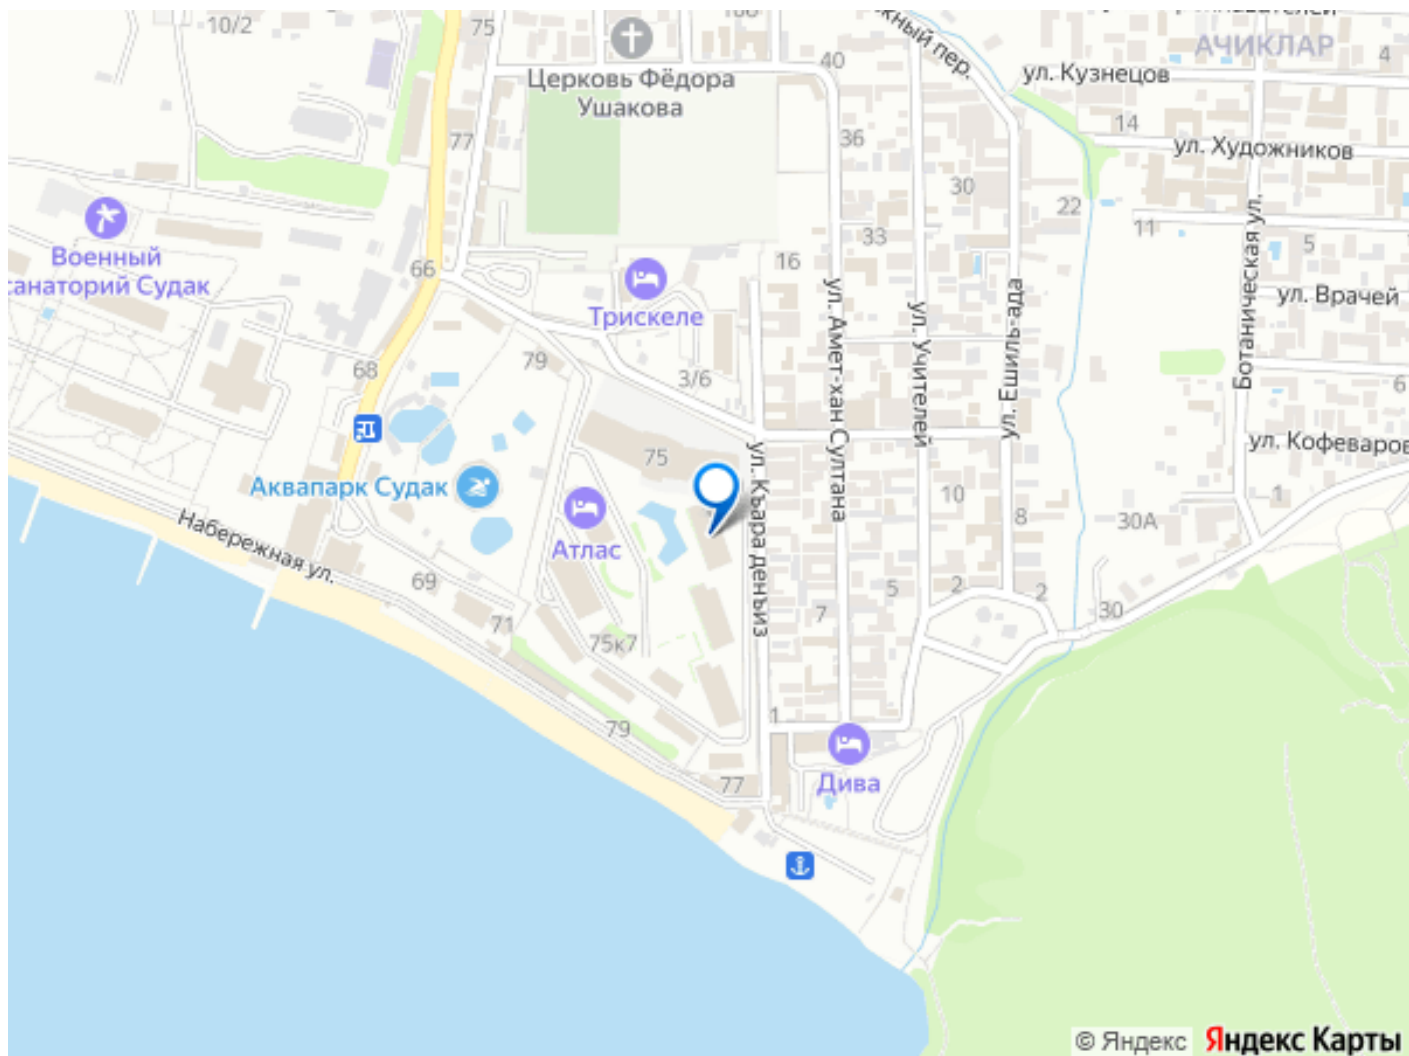 10/2
75
40
жный пер.
АЧИКЛАР
4
Церковь Фёдора
Ушакова
ул. Кузнецов
77
36
14
ул. Художников
30
22
Военный
санаторий Судак
33
11
5
Ботаническая ул.
66
16
Трискеле
ул. Врачей
79
68
3/6
ул. Амет-хан Султана
ул. Учителей
ул. Ешиль-ада
6
ул. Кофеваров
75
ул. Къара денъиз
Аквапарк Судак
Атлас
10
8
30А
1
Набережная ул.
69
71
75к7
7
5
2
2
30
79
1
77
Дива
© Яндекс
Яндекс Карты